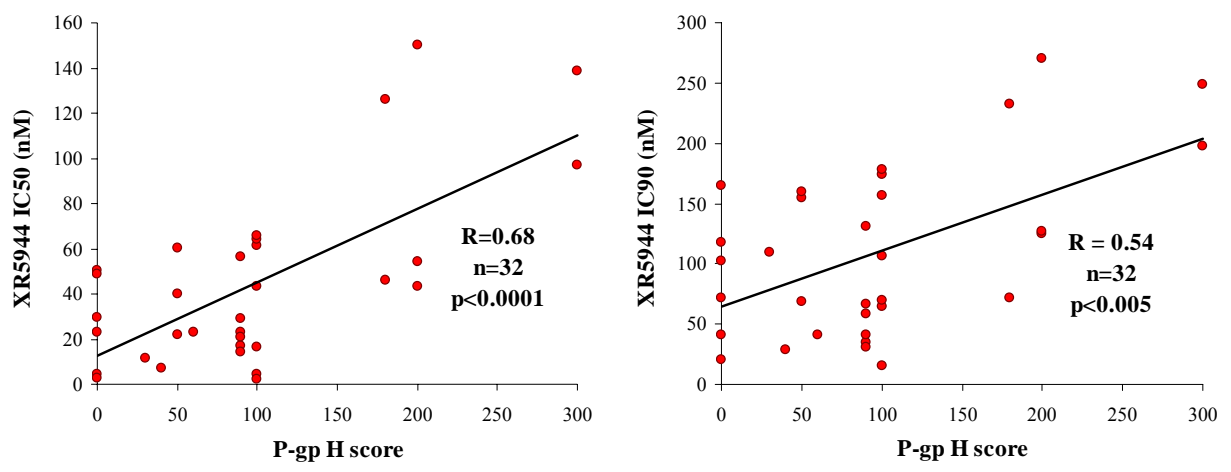 XR5944 IC50 (nM)
160
140
120
100
80
60
40
20
0
0 50 100 150 200 250 300
P-gp H score
R=0.68
n=32
p<0.0001
XR5944 IC90 (nM)
300
250
200
150
100
50
0
0 50 100 150 200 250 300
P-gp H score
R = 0.54
n=32
p<0.005